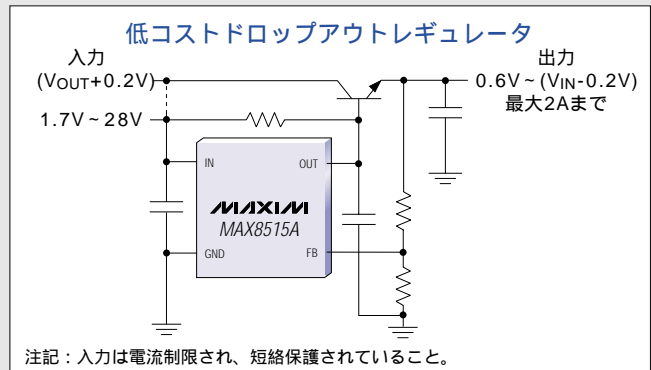 低コストドロップアウトレギュレータ
入力
(VOUT+0.2V)
出力
0.6V~(VIN-0.2V)
最大2Aまで
1.7V~28V
IN
OUT
MAXIM
MAX8515A
GND
FB
注記：入力は電流制限され、短絡保護されていること。